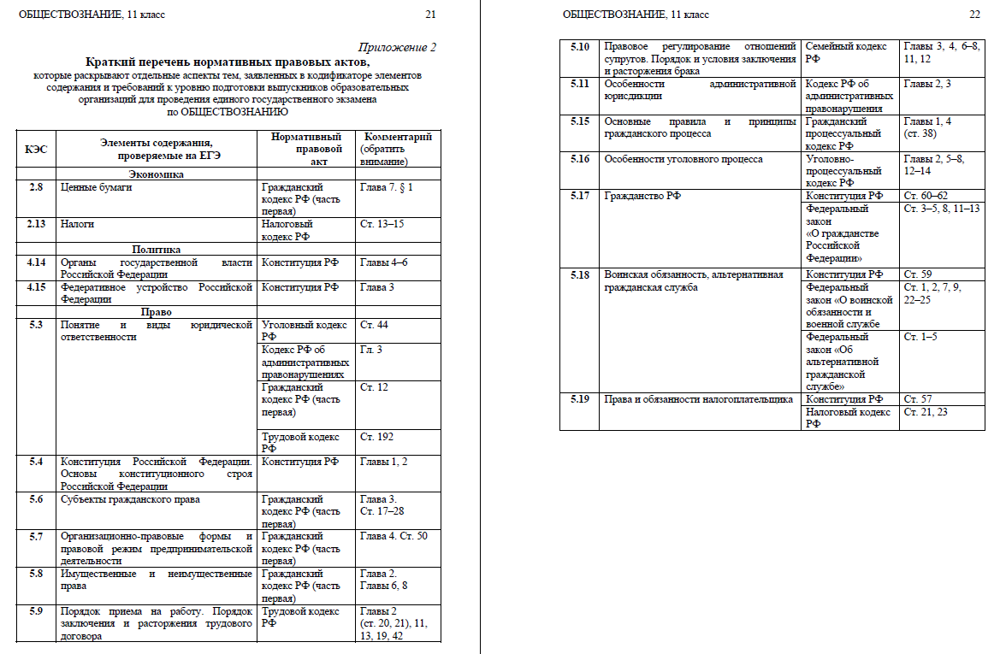 ОБЩЕСТВОЗНАНИЕ, 11 класс 21
Приложение 2
Краткий перечень нормативных правовых актов,
которые раскрывают отдельные аспекты тем, заявленных в кодификаторе элементов
содержания и требований к уровню подготовки выпускников образовательных
организаций для проведения единого государственного экзамена
по ОБЩЕСТВОЗНАНИЮ
КЭС
Элементы содержания,
проверяемые на ЕГЭ
Нормативный
правовой
акт
Комментарий
(обратить
внимание)
Экономика
2.8
Ценные бумаги
Гражданский
кодекс РФ (часть
первая)
Глава 7. § 1
2.13
Налоги
Налоговый
кодекс РФ
Ст. 13–15
Политика
4.14
Органы государственной власти
Российской Федерации
Конституция РФ
Главы 4–6
4.15
Федеративное устройство Российской
Федерации
Конституция РФ
Глава 3
Право
5.3
Понятие и виды юридической
ответственности
Уголовный кодекс
РФ
Ст. 44
Кодекс РФ об
административных
правонарушениях
Гл. 3
Гражданский
кодекс РФ (часть
первая)
Ст. 12
Трудовой кодекс
РФ
Ст. 192
5.4
Конституция Российской Федерации.
Основы конституционного строя
Российской Федерации
Конституция РФ
Главы 1, 2
5.6
Субъекты гражданского права
Гражданский
кодекс РФ (часть
первая)
Глава 3.
Ст. 17–28
5.7
Организационно-правовые формы и
правовой режим предпринимательской
деятельности
Гражданский
кодекс РФ (часть
первая)
Глава 4. Ст. 50
5.8
Имущественные и неимущественные
права
Гражданский
кодекс РФ (часть
первая)
Глава 2.
Главы 6, 8
5.9
Порядок приема на работу. Порядок
заключения и расторжения трудового
договора
Трудовой кодекс
РФ
Главы 2
(ст. 20, 21), 11,
13, 19, 42
ОБЩЕСТВОЗНАНИЕ, 11 класс 22
5.10
Правовое регулирование отношений
супругов. Порядок и условия заключения
и расторжения брака
Семейный кодекс
РФ
Главы 3, 4, 6–8,
11, 12
5.11
Особенности административной
юрисдикции
Кодекс РФ об
административных
правонарушения
Главы 2, 3
5.15
Основные правила и принципы
гражданского процесса
Гражданский
процессуальный
кодекс РФ
Главы 1, 4
(ст. 38)
5.16
Особенности уголовного процесса
Уголовно-
процессуальный
кодекс РФ
Главы 2, 5–8,
12–14
5.17
Гражданство РФ
Конституция РФ
Ст. 60–62
Федеральный
закон
«О гражданстве
Российской
Федерации»
Ст. 3–5, 8, 11–13
5.18
Воинская обязанность, альтернативная
гражданская служба
Конституция РФ
Ст. 59
Федеральный
закон «О воинской
обязанности и
военной службе
Ст. 1, 2, 7, 9,
22–25
Федеральный
закон «Об
альтернативной
гражданской
службе»
Ст. 1–5
5.19
Права и обязанности налогоплательщика
Конституция РФ
Ст. 57
Налоговый кодекс
РФ
Ст. 21, 23